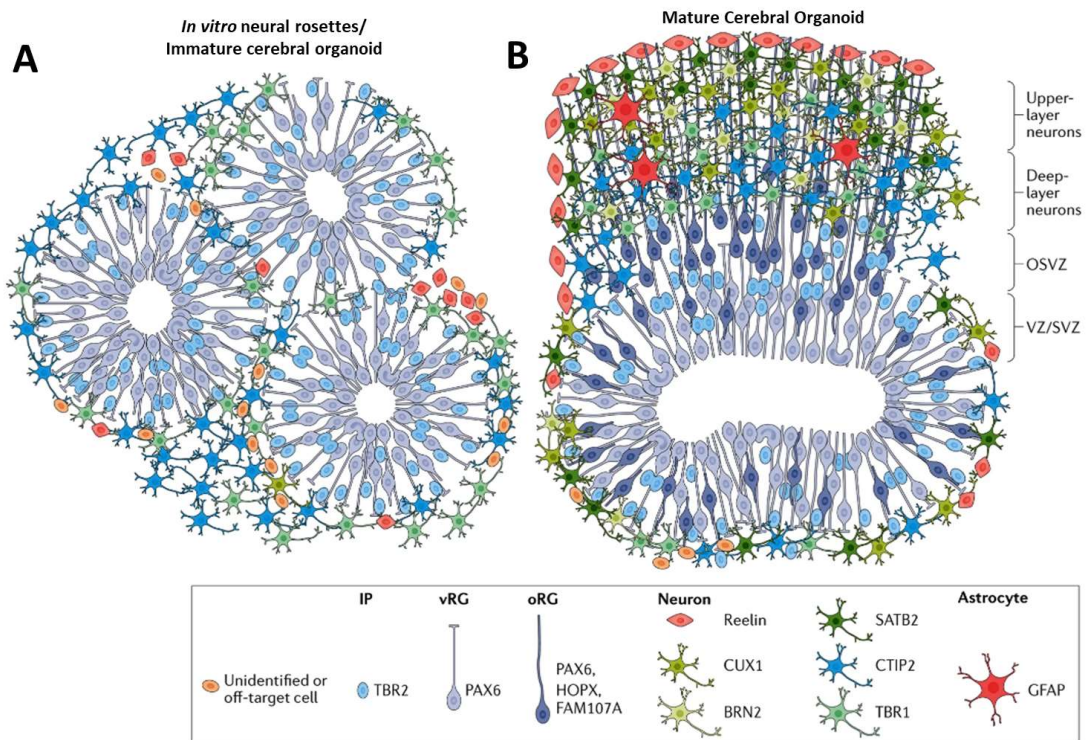 In vitro neural rosettes/
Immature cerebral organoid
A
Mature Cerebral Organoid
B
Upper-
layer
neurons
Deep-
layer
neurons
OSVZ
VZ/SVZ
IP
vRG
oRG
Neuron
Astrocyte
Unidentified or
off-target cell
TBR2
PAX6
PAX6,
HOPX,
FAM107A
Reelin
CUX1
BRN2
SATB2
CTIP2
TBR1
GFAP